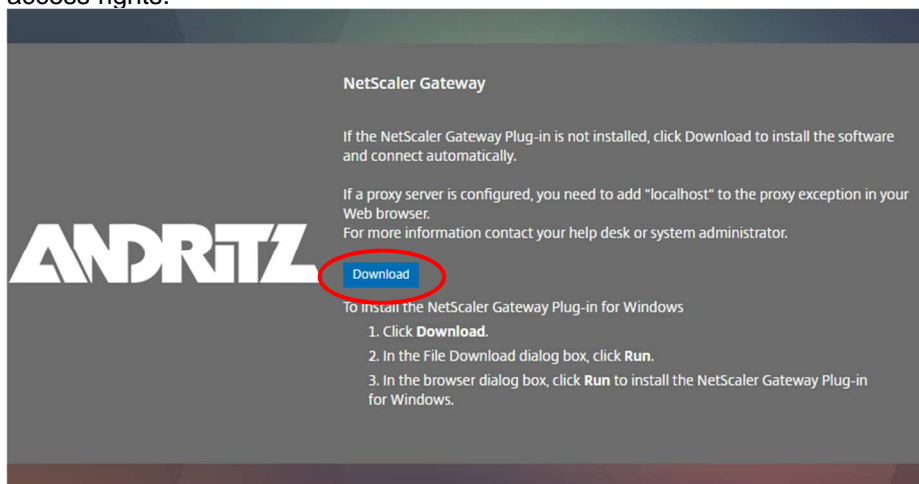 access rights.
NetScaler Gateway
If the NetScaler Gateway Plug-in is not installed, click Download to install the software
and connect automatically.
If a proxy server is configured, you need to add "localhost" to the proxy exception in your
Web browser.
For more information contact your help desk or system administrator.
ANDRITZ
Download
To install the NetScaler Gateway Plug-in for Windows
1. Click Download.
2. In the File Download dialog box, click Run.
3. In the browser dialog box, click Run to install the NetScaler Gateway Plug-in
for Windows.